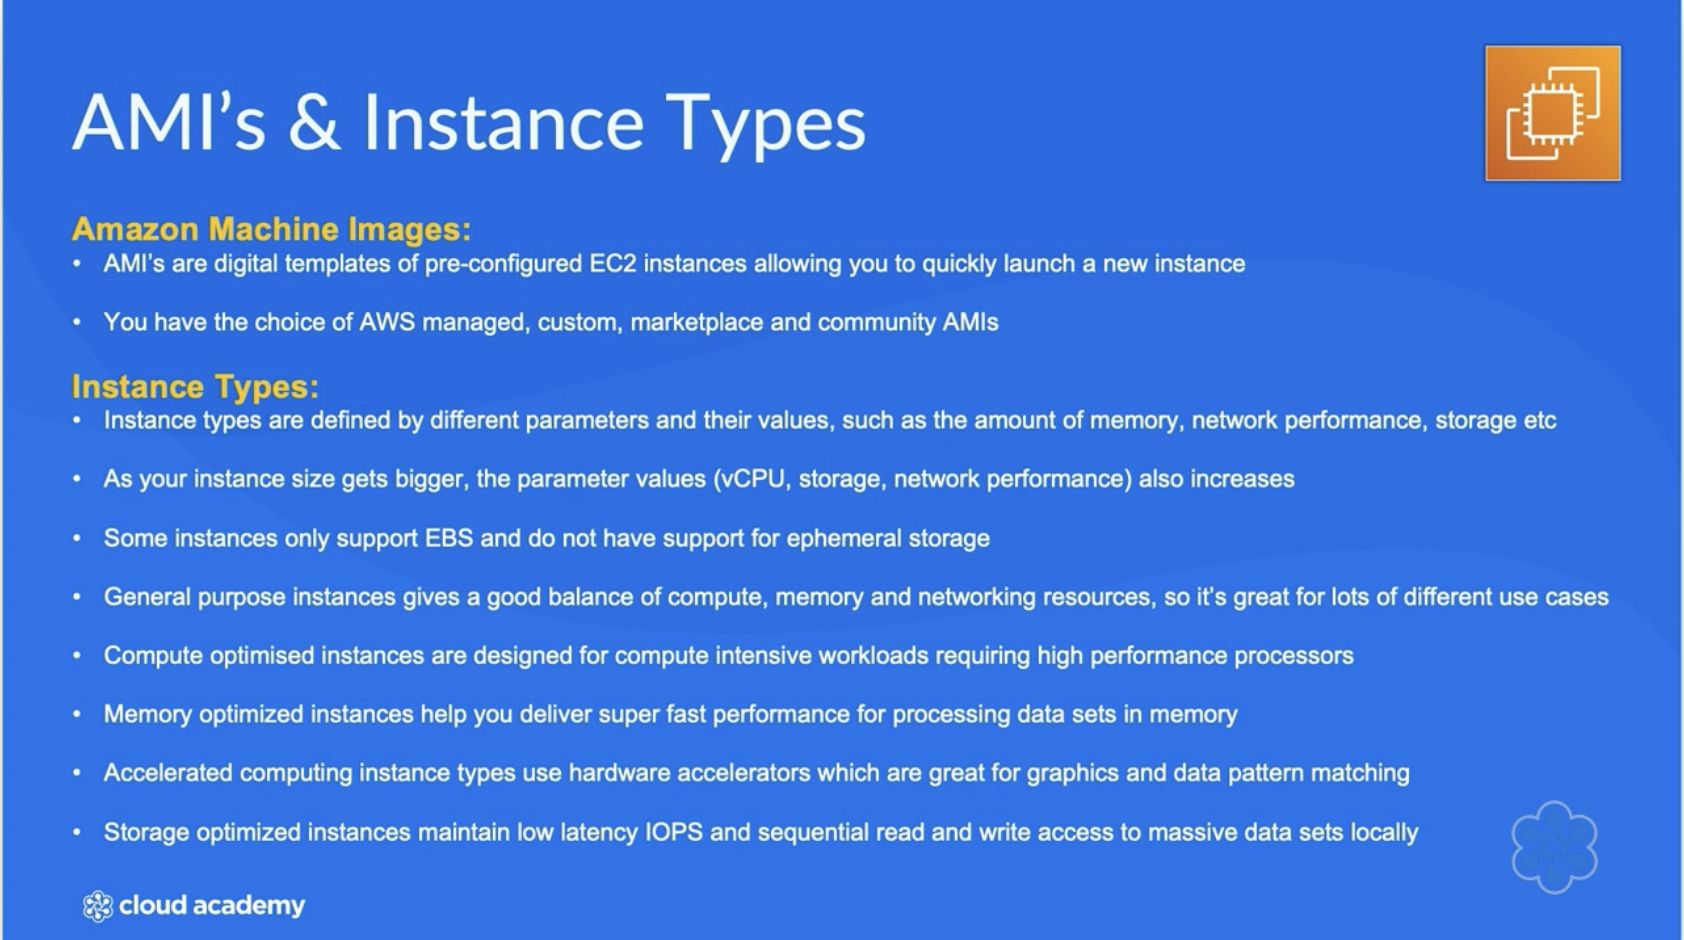 AMI’s & Instance Types
Amazon Machine Images:
• AMI’s are digital templates of pre-configured EC2 instances allowing you to quickly launch a new instance
• You have the choice of AWS managed, custom, marketplace and community AMIs
Instance Types:
• Instance types are defined by different parameters and their values, such as the amount of memory, network performance, storage etc
• As your instance size gets bigger, the parameter values (vCPU, storage, network performance) also increases
• Some instances only support EBS and do not have support for ephemeral storage
• General purpose instances gives a good balance of compute, memory and networking resources, so it’s great for lots of different use cases
• Compute optimised instances are designed for compute intensive workloads requiring high performance processors
• Memory optimized instances help you deliver super fast performance for processing data sets in memory
• Accelerated computing instance types use hardware accelerators which are great for graphics and data pattern matching
• Storage optimized instances maintain low latency IOPS and sequential read and write access to massive data sets locally
cloud academy